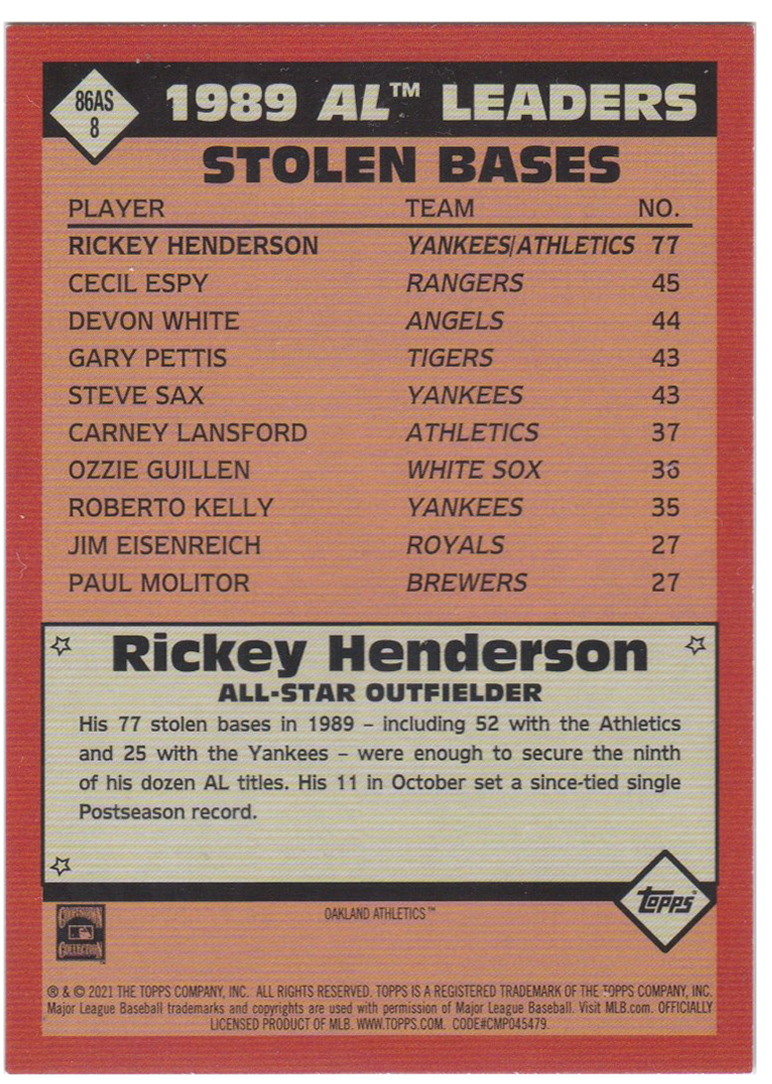 86AS
8
1989 AL™ LEADERS
STOLEN BASES
PLAYER TEAM NO.
RICKEY HENDERSON YANKEES/ATHLETICS 77
CECIL ESPY RANGERS 45
DEVON WHITE ANGELS 44
GARY PETTIS TIGERS 43
STEVE SAX YANKEES 43
CARNEY LANSFORD ATHLETICS 37
OZZIE GUILLEN WHITE SOX 36
ROBERTO KELLY YANKEES 35
JIM EISENREICH ROYALS 27
PAUL MOLITOR BREWERS 27
Rickey Henderson
ALL-STAR OUTFIELDER
His 77 stolen bases in 1989 – including 52 with the Athletics
and 25 with the Yankees – were enough to secure the ninth
of his dozen AL titles. His 11 in October set a since-tied single
Postseason record.
Topps
COOPERSTOWN
COLLECTION
OAKLAND ATHLETICS™
® & © 2021 THE TOPPS COMPANY, INC. ALL RIGHTS RESERVED. TOPPS IS A REGISTERED TRADEMARK OF THE TOPPS COMPANY, INC.
Major League Baseball trademarks and copyrights are used with permission of Major League Baseball. Visit MLB.com. OFFICIALLY
LICENSED PRODUCT OF MLB. WWW.TOPPS.COM. CODE#CMP045479.